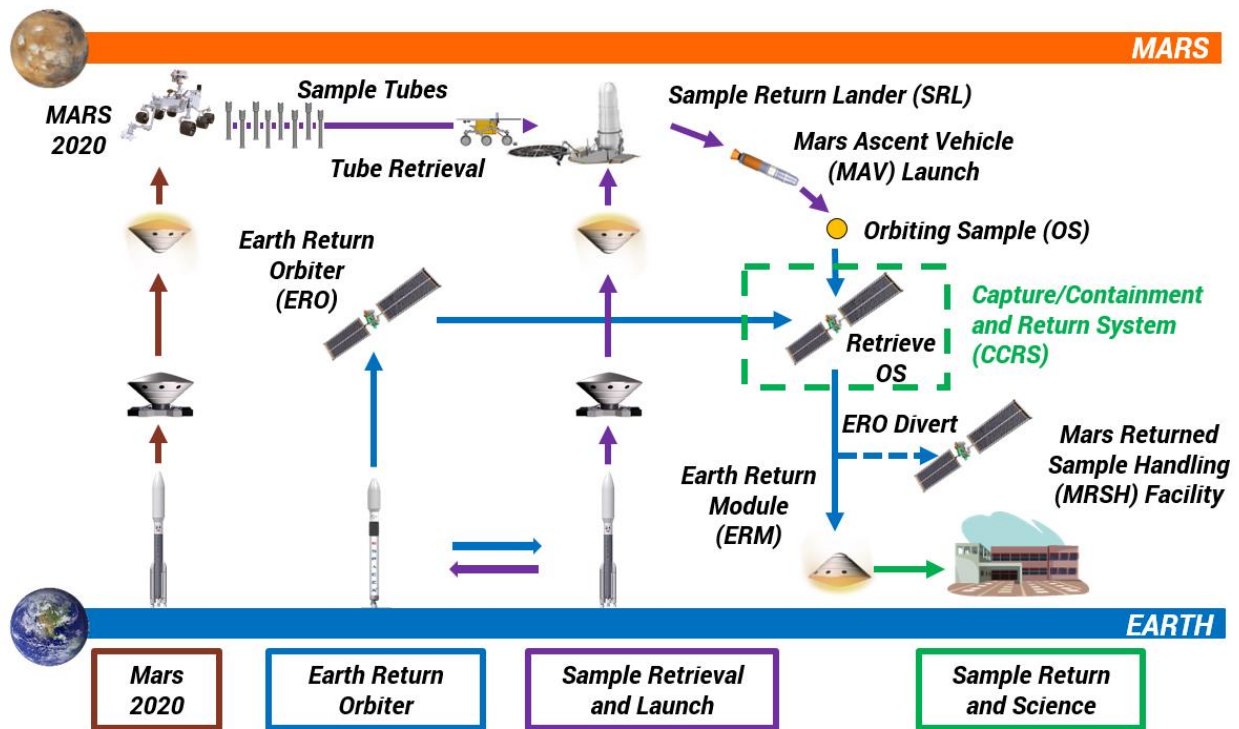 MARS
MARS
2020
Sample Tubes
Tube Retrieval
Sample Return Lander (SRL)
Mars Ascent Vehicle
(MAV) Launch
Orbiting Sample (OS)
Earth Return
Orbiter
(ERO)
Capture/Containment
and Return System
(CCRS)
Retrieve
OS
ERO Divert
Mars Returned
Sample Handling
(MRSH) Facility
Earth Return
Module
(ERM)
EARTH
Mars
2020
Earth Return
Orbiter
Sample Retrieval
and Launch
Sample Return
and Science